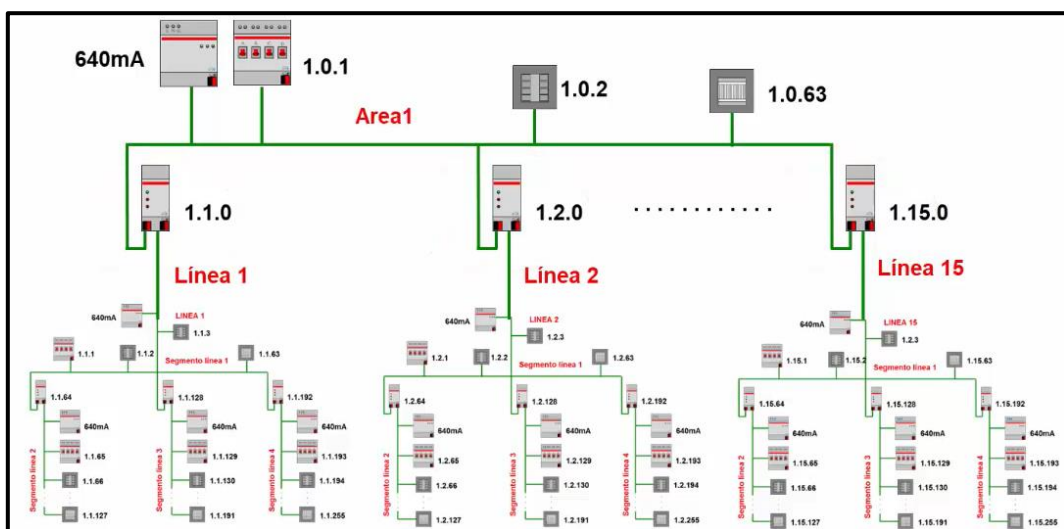 640mA
1.0.1
1.0.2
1.0.63
Area1
1.1.0
1.2.0
1.15.0
Línea 1
Línea 2
Línea 15
640mA
LINEA 1
1.1.3
1.1.1
1.1.2
1.1.63
Segmento línea 1
1.1.64
1.1.128
1.1.192
640mA
640mA
640mA
Segmento línea 2
1.1.65
1.1.66
1.1.127
Segmento línea 3
1.1.129
1.1.130
1.1.191
Segmento línea 4
1.1.193
1.1.194
1.1.255
640mA
LINEA 2
1.2.3
1.2.1
1.2.2
1.2.63
Segmento línea 1
1.2.64
1.2.128
1.2.192
640mA
640mA
640mA
Segmento línea 2
1.2.65
1.2.66
1.2.127
Segmento línea 3
1.2.129
1.2.130
1.2.191
Segmento línea 4
1.2.193
1.2.194
1.2.255
640mA
LINEA 15
1.2.3
1.15.1
1.15.2
1.15.63
Segmento línea 1
1.15.64
1.15.128
1.15.192
640mA
640mA
640mA
Segmento línea 2
1.15.65
1.15.66
1.15.127
Segmento línea 3
1.15.129
1.15.130
1.15.191
Segmento línea 4
1.15.193
1.15.194
1.15.255